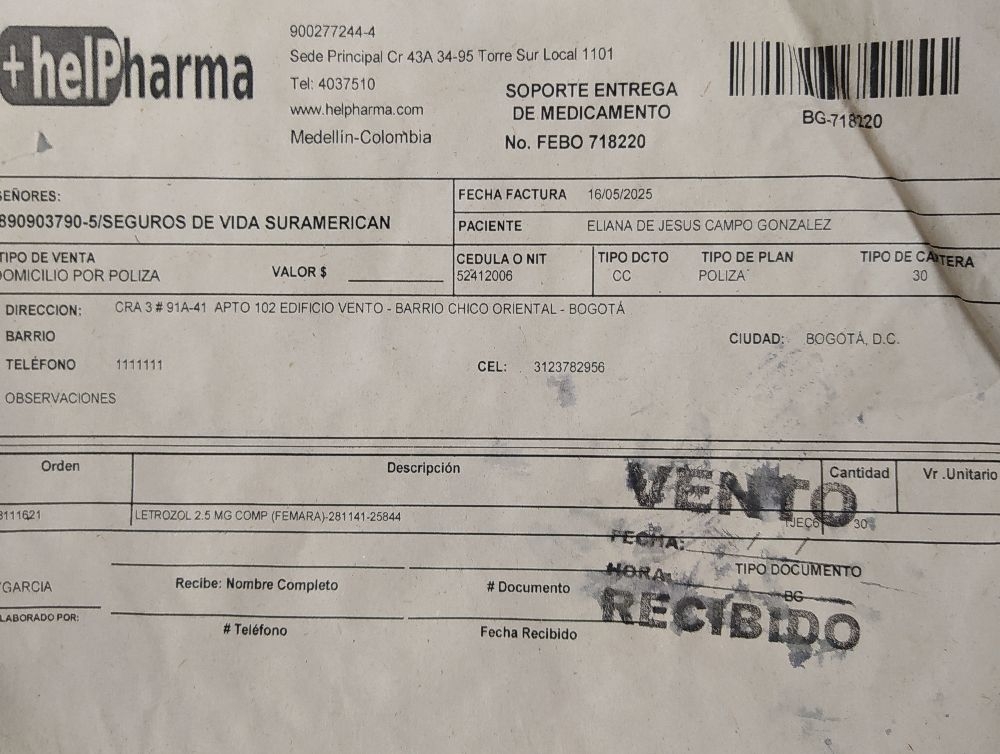 +helPharma
900277244-4
Sede Principal Cr 43A 34-95 Torre Sur Local 1101
Tel: 4037510
www.helpharma.com
Medellín-Colombia
SOPORTE ENTREGA
DE MEDICAMENTO
No. FEBO 718220
BG-718220
SEÑORES:
890903790-5/SEGUROS DE VIDA SURAMERICAN
FECHA FACTURA 16/05/2025
PACIENTE ELIANA DE JESUS CAMPO GONZALEZ
TIPO DE VENTA
DOMICILIO POR POLIZA
VALOR $
CEDULA O NIT
52412006
TIPO DCTO
CC
TIPO DE PLAN
POLIZA
TIPO DE CARTERA
30
DIRECCION: CRA 3 # 91A-41 APTO 102 EDIFICIO VENTO - BARRIO CHICO ORIENTAL - BOGOTÁ
BARRIO
CIUDAD: BOGOTÁ, D.C.
TELÉFONO 1111111
CEL: 3123782956
OBSERVACIONES
Orden Descripción Cantidad Vr .Unitario
8111621 LETROZOL 2.5 MG COMP (FEMARA)-281141-25844 30
VENTO
FECHA: / /
HORA:
RECIBIDO
TIPO DOCUMENTO
BG
GARCIA
Recibe: Nombre Completo
# Documento
LABORADO POR:
# Teléfono
Fecha Recibido